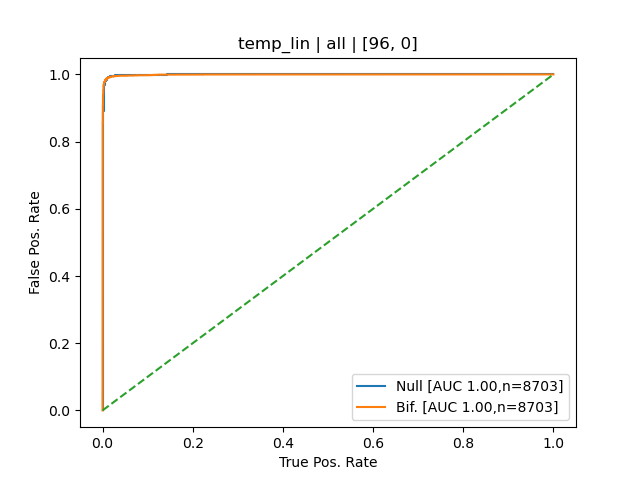 temp_lin | all | [96, 0]
1.0
0.8
0.6
0.4
0.2
0.0
False Pos. Rate
Null [AUC 1.00,n=8703]
Bif. [AUC 1.00,n=8703]
0.0 0.2 0.4 0.6 0.8 1.0
True Pos. Rate